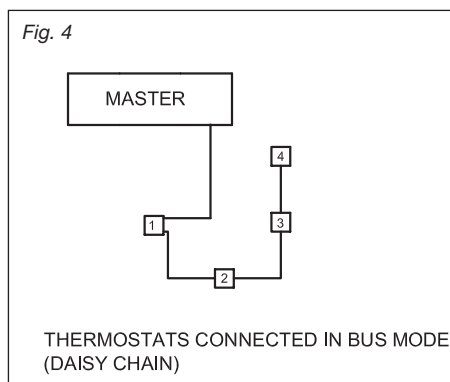 Fig. 4
MASTER
4
1
3
2
THERMOSTATS CONNECTED IN BUS MODE
(DAISY CHAIN)